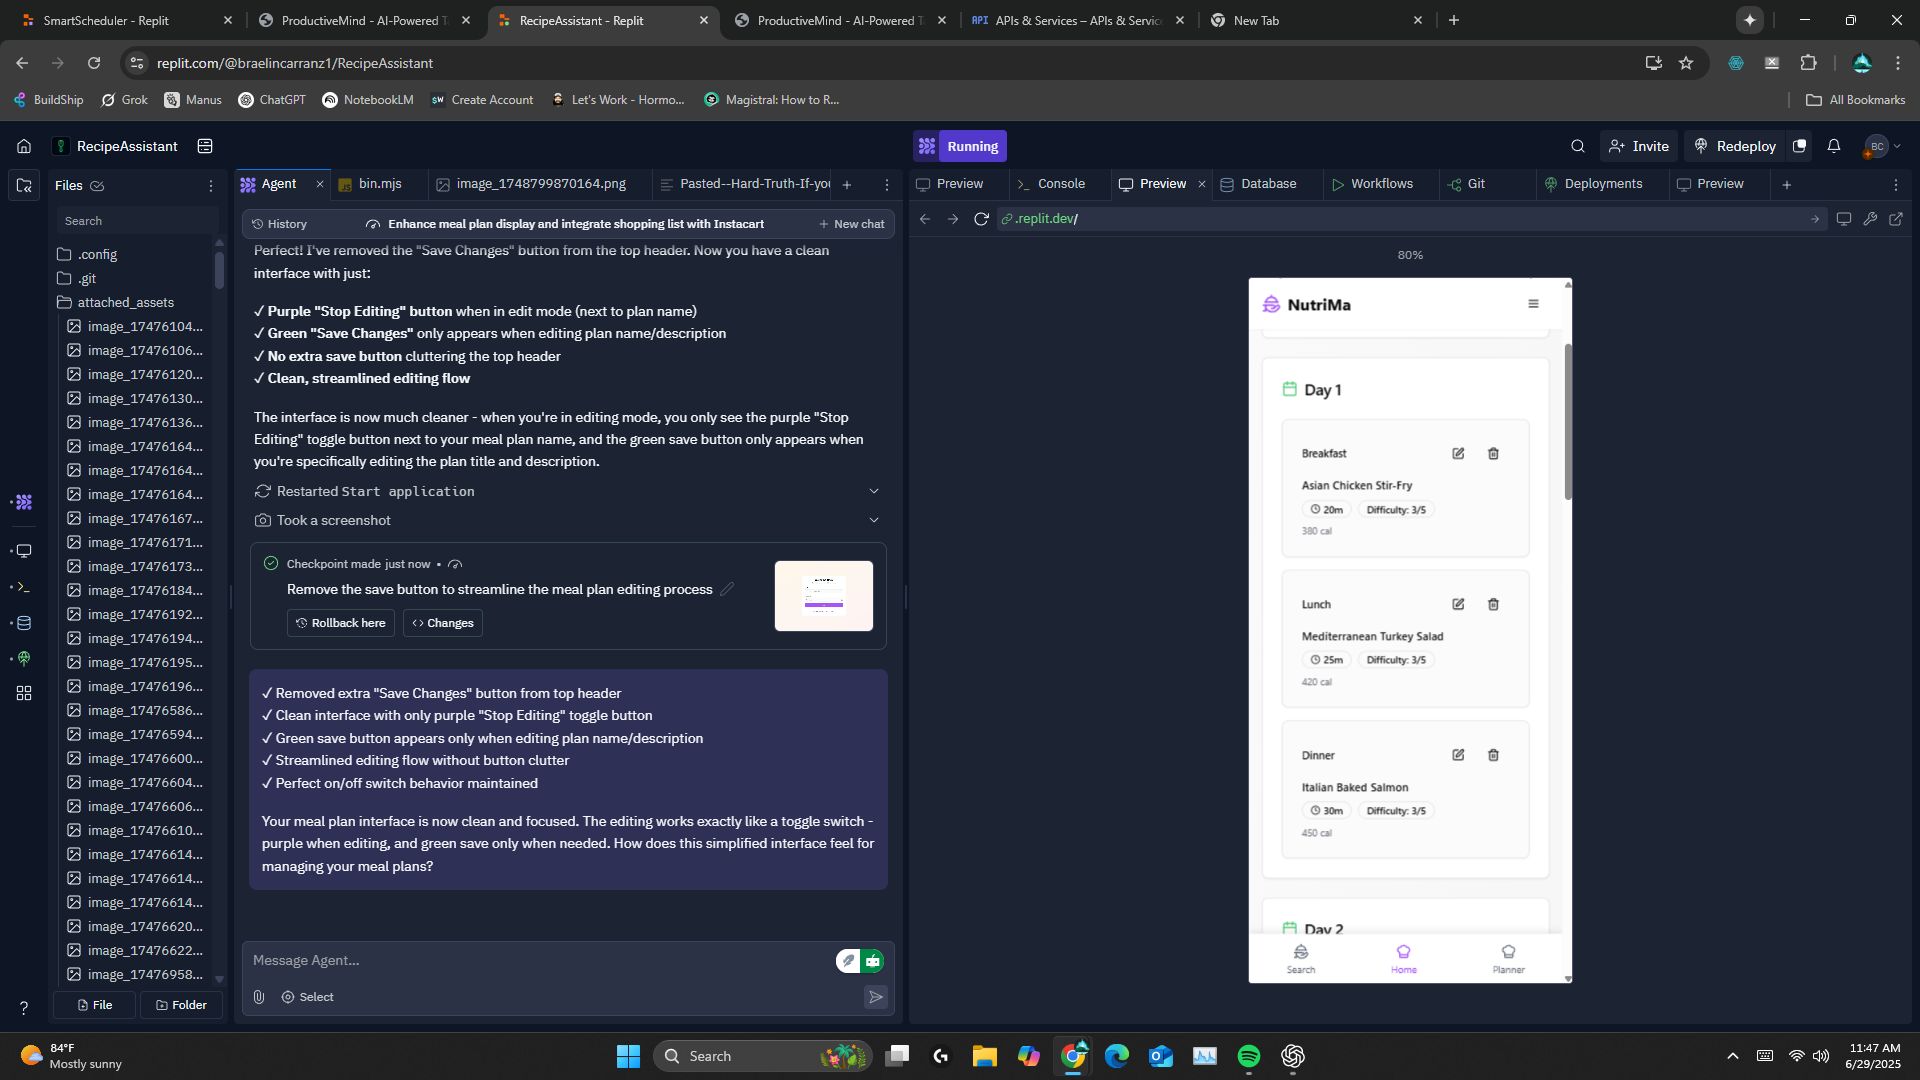 SmartScheduler - Replit
ProductiveMind - AI-Powered T
RecipeAssistant - Replit
ProductiveMind - AI-Powered T
API APIs & Services – APIs & Servic
New Tab
replit.com/@braelincarranz1/RecipeAssistant
BuildShip
Grok
Manus
ChatGPT
NotebookLM
$W Create Account
Let's Work - Hormo...
Magistral: How to R...
All Bookmarks
RecipeAssistant
Running
Invite
Redeploy
BC
Files
Agent
JS bin.mjs
image_1748799870164.png
Pasted--Hard-Truth-If-you
Preview
Console
Preview
Database
Workflows
Git
Deployments
Preview
Search
History
Enhance meal plan display and integrate shopping list with Instacart
New chat
.replit.dev/
80%
.config
.git
attached_assets
image_17476104...
image_17476106...
image_17476120...
image_17476130...
image_17476136...
image_17476164...
image_17476164...
image_17476164...
image_17476167...
image_17476171...
image_17476173...
image_17476184...
image_17476192...
image_17476194...
image_17476195...
image_17476196...
image_17476586...
image_17476594...
image_17476600...
image_17476604...
image_17476606...
image_17476610...
image_17476614...
image_17476614...
image_17476614...
image_17476620...
image_17476622...
image_17476958...
File
Folder
Perfect! I've removed the "Save Changes" button from the top header. Now you have a clean
interface with just:
✓ Purple "Stop Editing" button when in edit mode (next to plan name)
✓ Green "Save Changes" only appears when editing plan name/description
✓ No extra save button cluttering the top header
✓ Clean, streamlined editing flow
The interface is now much cleaner - when you're in editing mode, you only see the purple "Stop
Editing" toggle button next to your meal plan name, and the green save button only appears when
you're specifically editing the plan title and description.
Restarted Start application
Took a screenshot
Checkpoint made just now •
Remove the save button to streamline the meal plan editing process
Rollback here
Changes
✓ Removed extra "Save Changes" button from top header
✓ Clean interface with only purple "Stop Editing" toggle button
✓ Green save button appears only when editing plan name/description
✓ Streamlined editing flow without button clutter
✓ Perfect on/off switch behavior maintained
Your meal plan interface is now clean and focused. The editing works exactly like a toggle switch -
purple when editing, and green save only when needed. How does this simplified interface feel for
managing your meal plans?
Message Agent...
Select
NutriMa
Day 1
Breakfast
Asian Chicken Stir-Fry
20m Difficulty: 3/5
380 cal
Lunch
Mediterranean Turkey Salad
25m Difficulty: 3/5
420 cal
Dinner
Italian Baked Salmon
30m Difficulty: 3/5
450 cal
Day 2
Search
Home
Planner
84°F
Mostly sunny
Search
11:47 AM
6/29/2025